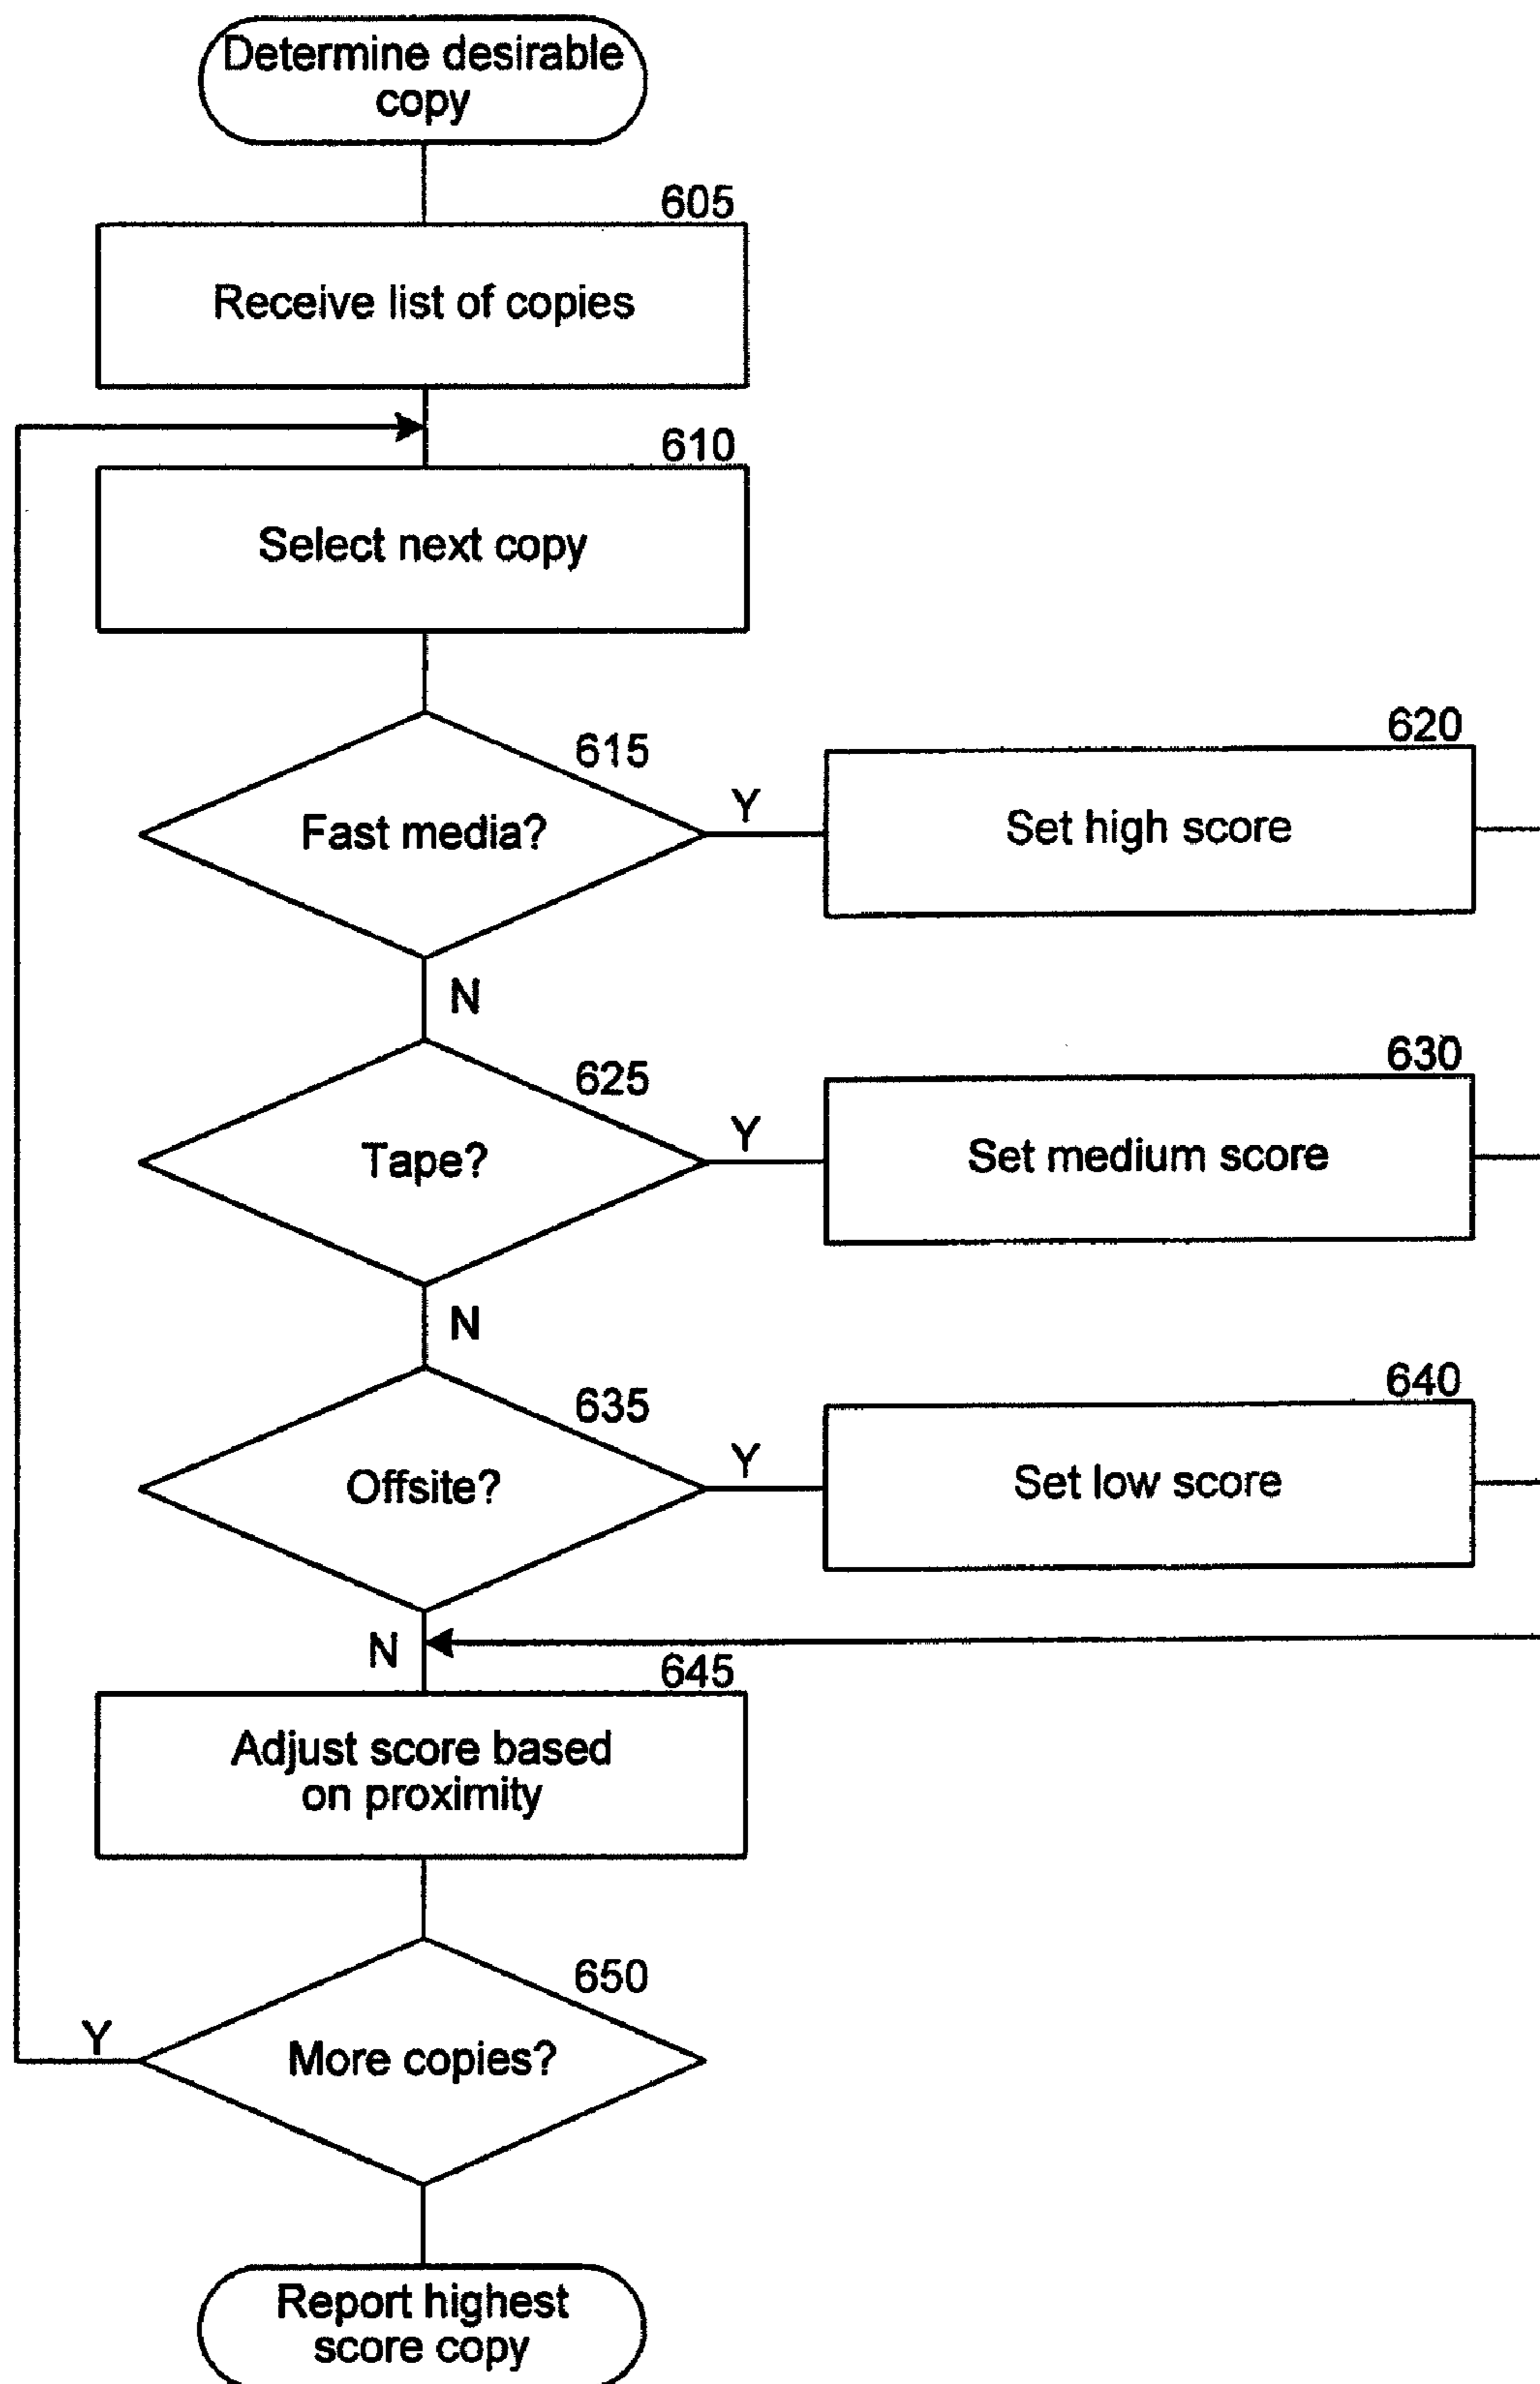 Determine desirable
copy
605
Receive list of copies
610
Select next copy
615
Fast media?
Y
620
Set high score
N
625
Tape?
Y
630
Set medium score
N
635
Offsite?
Y
640
Set low score
N
645
Adjust score based
on proximity
650
More copies?
Y
Report highest
score copy